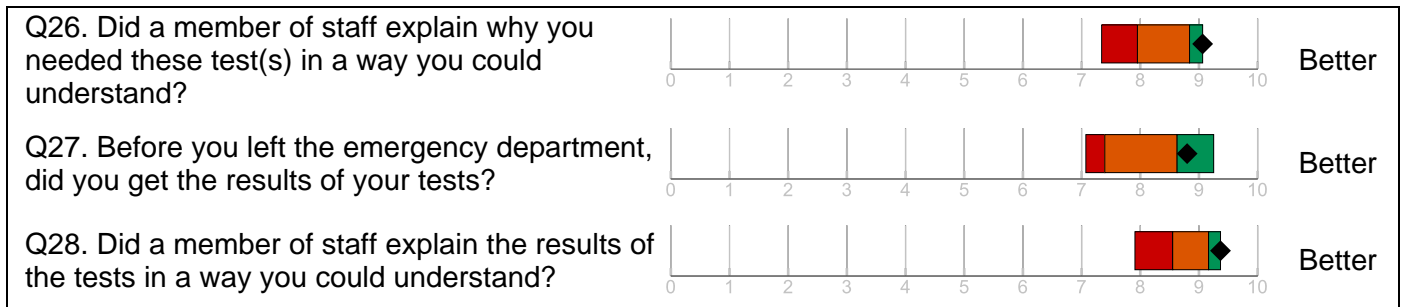 Q26. Did a member of staff explain why you
needed these test(s) in a way you could
understand?
0 1 2 3 4 5 6 7 8 9 10
Better
Q27. Before you left the emergency department,
did you get the results of your tests?
0 1 2 3 4 5 6 7 8 9 10
Better
Q28. Did a member of staff explain the results of
the tests in a way you could understand?
0 1 2 3 4 5 6 7 8 9 10
Better